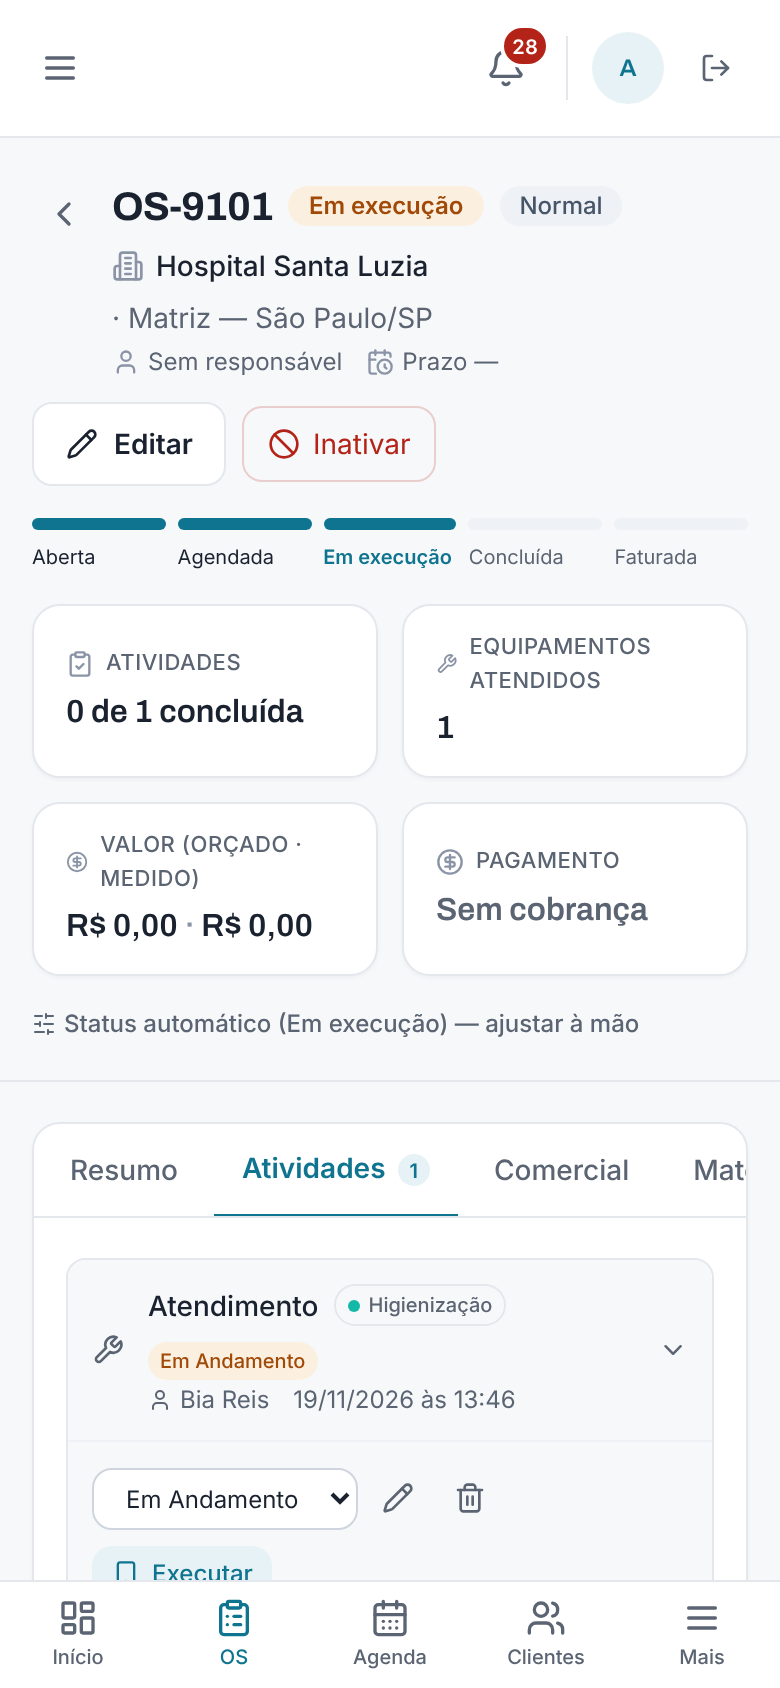 28
A
OS-9101 Em execução Normal
Hospital Santa Luzia
· Matriz — São Paulo/SP
Sem responsável Prazo —
Editar Inativar
Aberta Agendada Em execução Concluída Faturada
ATIVIDADES
0 de 1 concluída
EQUIPAMENTOS
ATENDIDOS
1
VALOR (ORÇADO ·
MEDIDO)
R$ 0,00 · R$ 0,00
PAGAMENTO
Sem cobrança
Status automático (Em execução) — ajustar à mão
Resumo Atividades 1 Comercial Mat
Atendimento Higienização
Em Andamento
Bia Reis 19/11/2026 às 13:46
Em Andamento
Executar
Início OS Agenda Clientes Mais